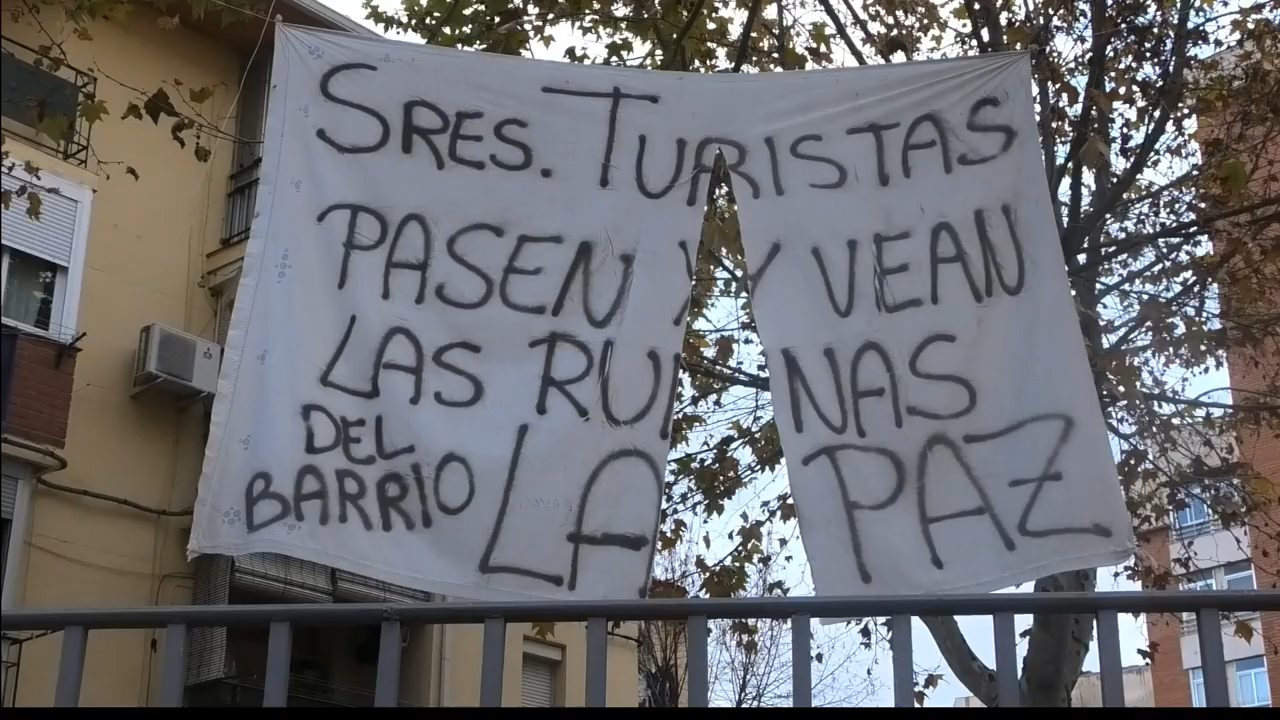 SRES. TURISTAS
PASEN Y VEAN
LAS RUINAS
DEL
BARRIO LA PAZ